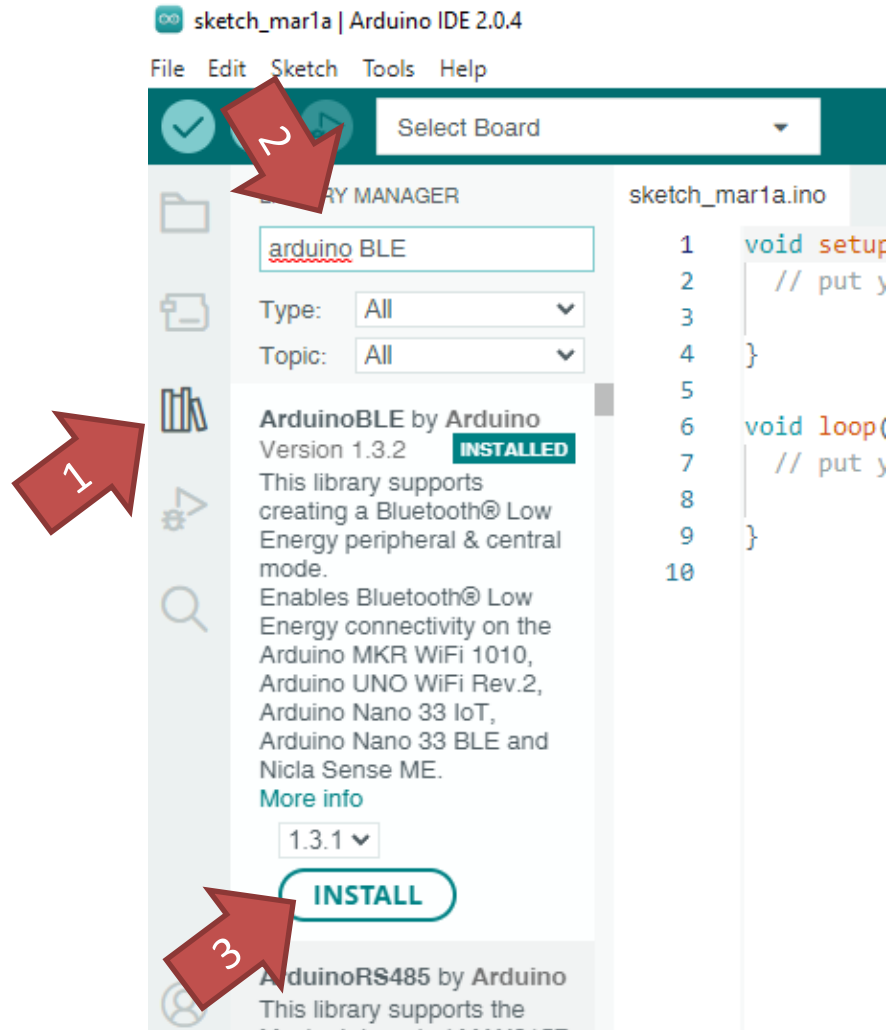 sketch_mar1a | Arduino IDE 2.0.4
File Edit Sketch Tools Help
Select Board
2
RY MANAGER
sketch_mar1a.ino
arduino BLE
Type: All
Topic: All
1 void setup
2 // put y
3
4 }
5
6 void loop(
7 // put y
8
9 }
10
1
ArduinoBLE by Arduino
Version 1.3.2 INSTALLED
This library supports
creating a Bluetooth® Low
Energy peripheral & central
mode.
Enables Bluetooth® Low
Energy connectivity on the
Arduino MKR WiFi 1010,
Arduino UNO WiFi Rev.2,
Arduino Nano 33 IoT,
Arduino Nano 33 BLE and
Nicla Sense ME.
More info
1.3.1
INSTALL
3
ArduinoRS485 by Arduino
This library supports the